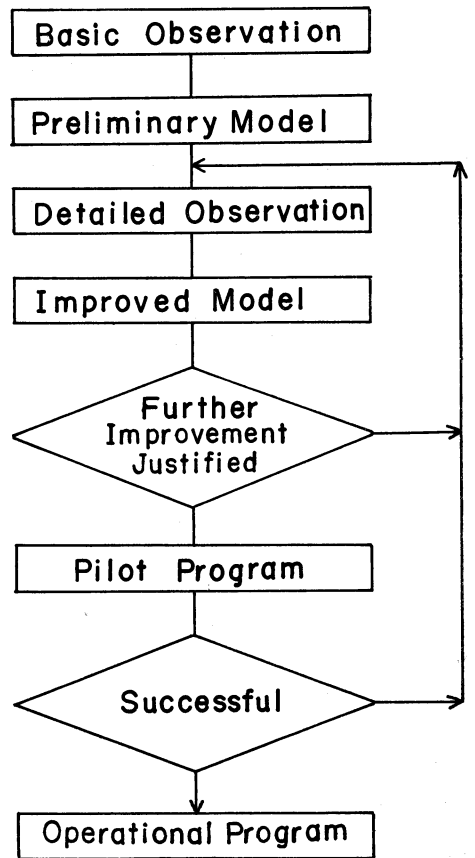 Basic Observation
Preliminary Model
Detailed Observation
Improved Model
Further
Improvement
Justified
Pilot Program
Successful
Operational Program